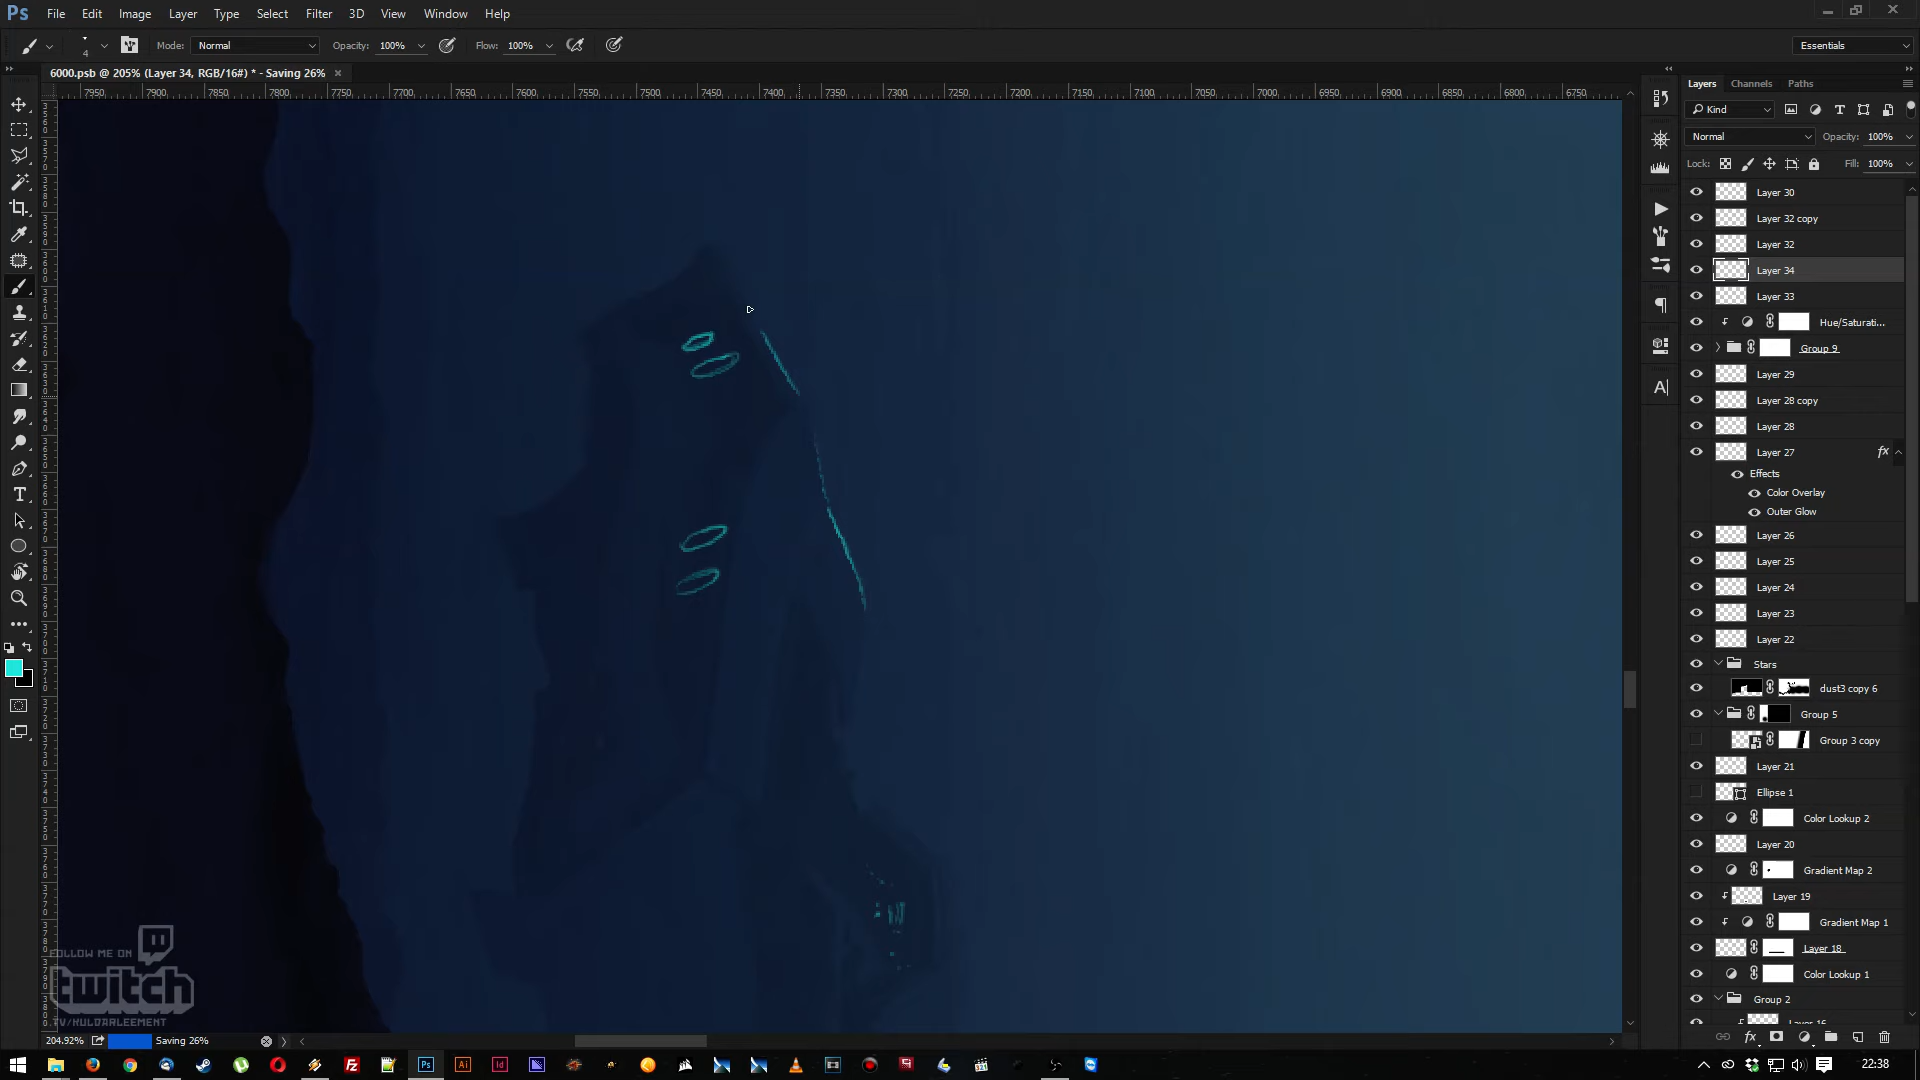 Ps File Edit Image Layer Type Select Filter 3D View Window Help
4 Mode: Normal Opacity: 100% Flow: 100% Essentials
6000.psb @ 205% (Layer 34, RGB/16#) * - Saving 26%
7950 7900 7850 7800 7750 7700 7650 7600 7550 7500 7450 7400 7350 7300 7250 7200 7150 7100 7050 7000 6950 6900 6850 6800 6750
Layers Channels Paths
Kind
Normal Opacity: 100%
Lock: Fill: 100%
Layer 30
Layer 32 copy
Layer 32
Layer 34
Layer 33
Hue/Saturati...
Group 9
Layer 29
Layer 28 copy
Layer 28
Layer 27 fx
Effects
Color Overlay
Outer Glow
Layer 26
Layer 25
Layer 24
Layer 23
Layer 22
Stars
dust3 copy 6
Group 5
Group 3 copy
Layer 21
Ellipse 1
Color Lookup 2
Layer 20
Gradient Map 2
Layer 19
Gradient Map 1
Layer 18
Color Lookup 1
Group 2
Layer 16
FOLLOW ME ON
twitch
.TV/KULDARLEEMENT
204.92% Saving 26%
22:38